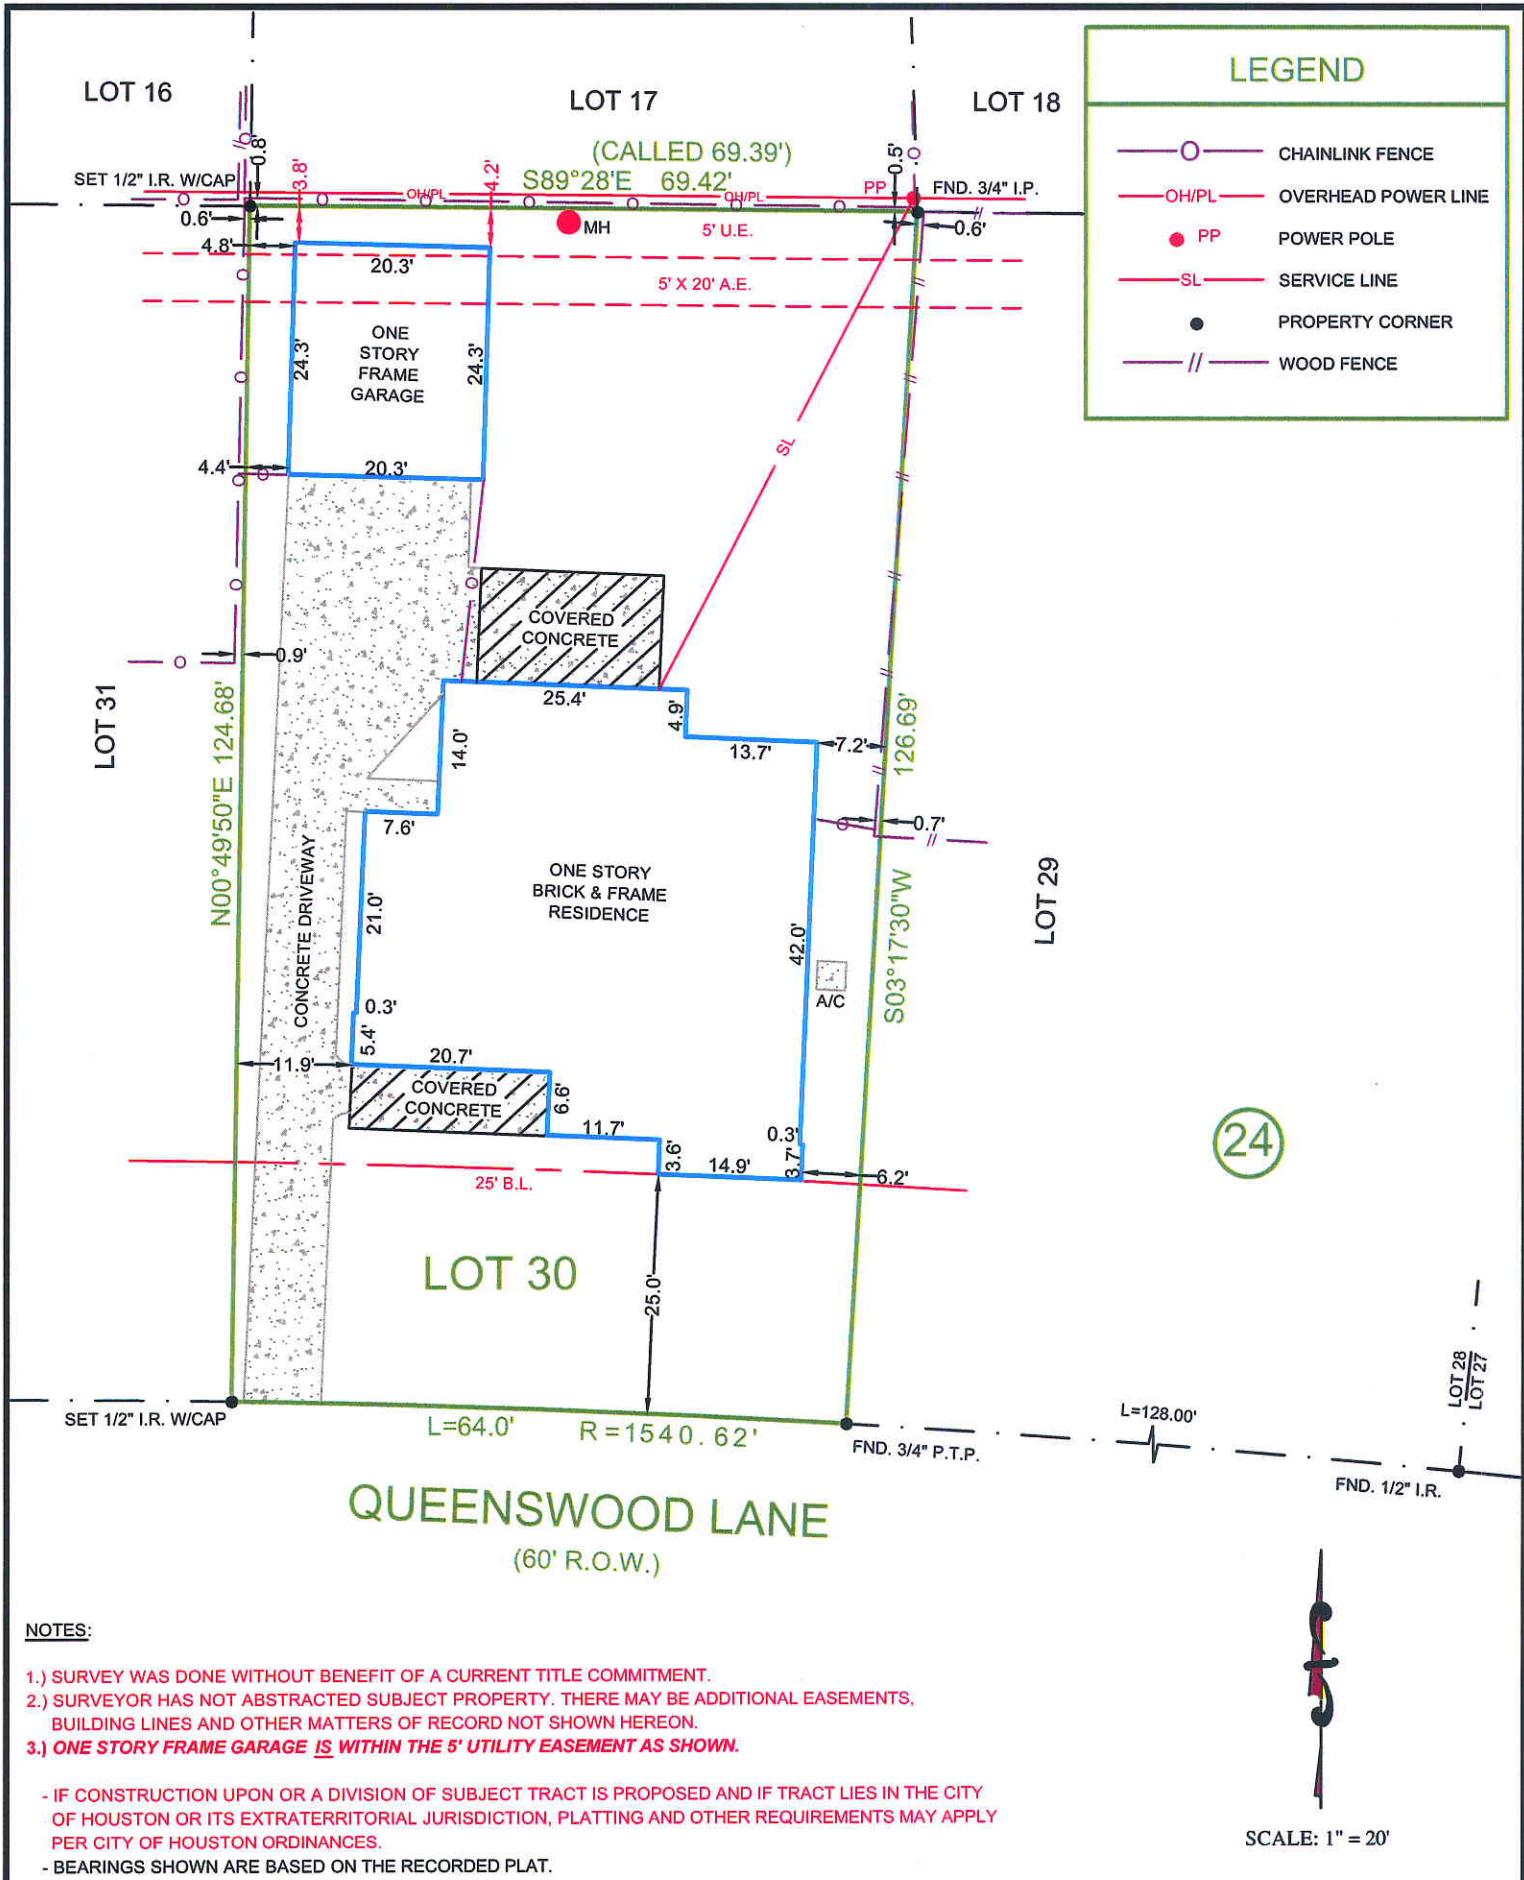 LEGEND
CHAINLINK FENCE
OH/PL OVERHEAD POWER LINE
PP POWER POLE
SL SERVICE LINE
PROPERTY CORNER
// WOOD FENCE
LOT 16
LOT 17
LOT 18
(CALLED 69.39')
S89°28'E 69.42'
0.8'
3.8'
4.2'
0.5'
SET 1/2" I.R. W/CAP
OH/PL
OH/PL
PP
FND. 3/4" I.P.
0.6'
MH
5' U.E.
0.6'
4.8'
20.3'
5' X 20' A.E.
ONE
STORY
FRAME
GARAGE
24.3'
24.3'
4.4'
20.3'
SL
COVERED
CONCRETE
0.9'
LOT 31
N00°49'50"E 124.68'
25.4'
4.9'
14.0'
13.7'
7.2'
126.69'
7.6'
0.7'
CONCRETE DRIVEWAY
ONE STORY
BRICK & FRAME
RESIDENCE
LOT 29
21.0'
42.0'
S03°17'30"W
A/C
0.3'
5.4'
20.7'
11.9'
COVERED
CONCRETE
6.6'
11.7'
3.6'
14.9'
0.3'
3.7'
6.2'
24
25' B.L.
LOT 30
25.0'
LOT 28
LOT 27
SET 1/2" I.R. W/CAP
L=64.0' R=1540.62'
FND. 3/4" P.T.P.
L=128.00'
FND. 1/2" I.R.
QUEENSWOOD LANE
(60' R.O.W.)
NOTES:
1.) SURVEY WAS DONE WITHOUT BENEFIT OF A CURRENT TITLE COMMITMENT.
2.) SURVEYOR HAS NOT ABSTRACTED SUBJECT PROPERTY. THERE MAY BE ADDITIONAL EASEMENTS,
BUILDING LINES AND OTHER MATTERS OF RECORD NOT SHOWN HEREON.
3.) ONE STORY FRAME GARAGE IS WITHIN THE 5' UTILITY EASEMENT AS SHOWN.
- IF CONSTRUCTION UPON OR A DIVISION OF SUBJECT TRACT IS PROPOSED AND IF TRACT LIES IN THE CITY
OF HOUSTON OR ITS EXTRATERRITORIAL JURISDICTION, PLATTING AND OTHER REQUIREMENTS MAY APPLY
PER CITY OF HOUSTON ORDINANCES.
- BEARINGS SHOWN ARE BASED ON THE RECORDED PLAT.
SCALE: 1" = 20'